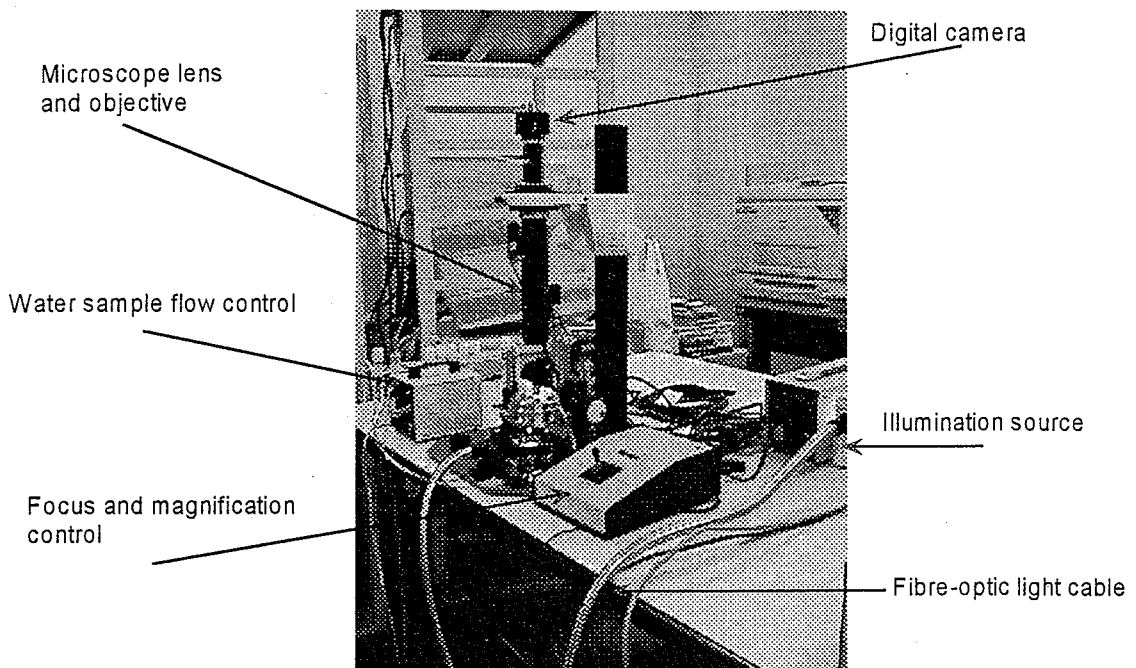 Digital camera
Microscope lens
and objective
Water sample flow control
Illumination source
Focus and magnification
control
Fibre-optic light cable